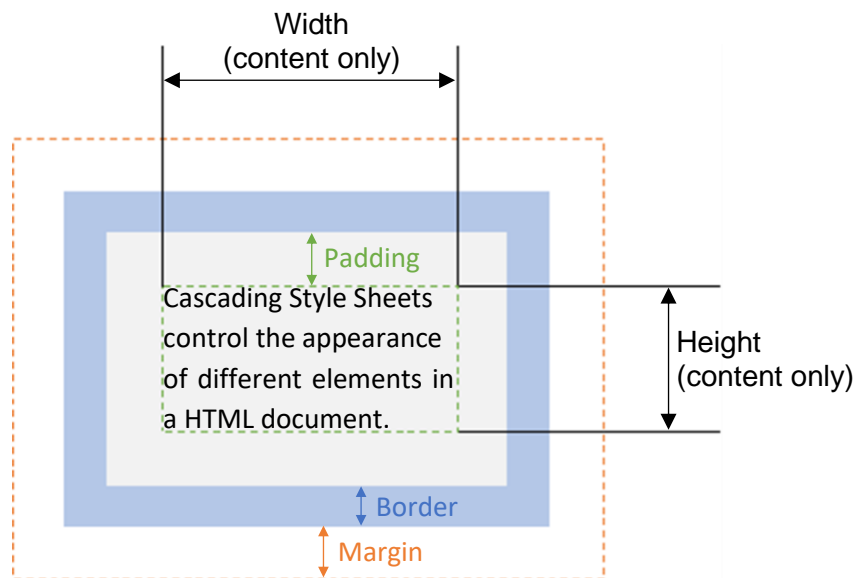 Width
(content only)
Padding
Cascading Style Sheets
control the appearance
of different elements in
a HTML document.
Height
(content only)
Border
Margin